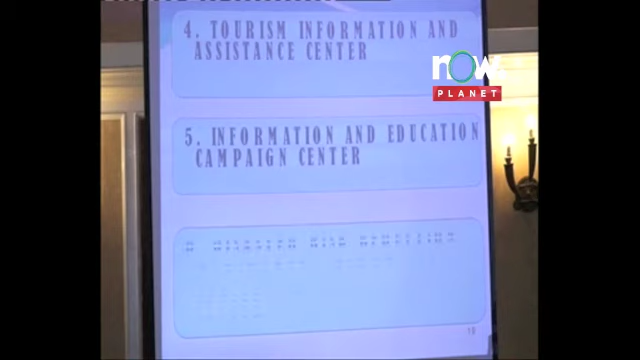 4. TOURISM INFORMATION AND
ASSISTANCE CENTER
now.
PLANET
5. INFORMATION AND EDUCATION
CAMPAIGN CENTER